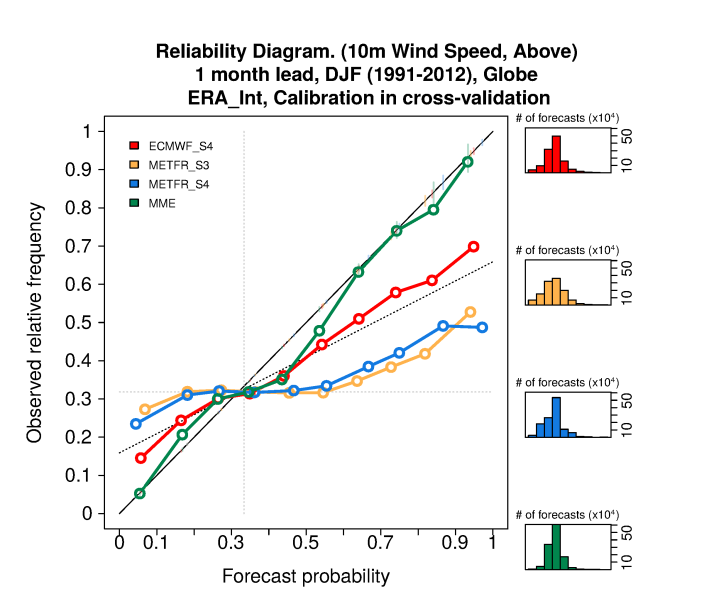 Reliability Diagram. (10m Wind Speed, Above)
1 month lead, DJF (1991-2012), Globe
ERA_Int, Calibration in cross-validation
ECMWF_S4
METFR_S3
METFR_S4
MME
Observed relative frequency
1
0.9
0.8
0.7
0.6
0.5
0.4
0.3
0.2
0.1
0
0 0.1 0.3 0.5 0.7 0.9 1
Forecast probability
# of forecasts (x10⁴)
10 50
# of forecasts (x10⁴)
10 50
# of forecasts (x10⁴)
10 50
# of forecasts (x10⁴)
10 50